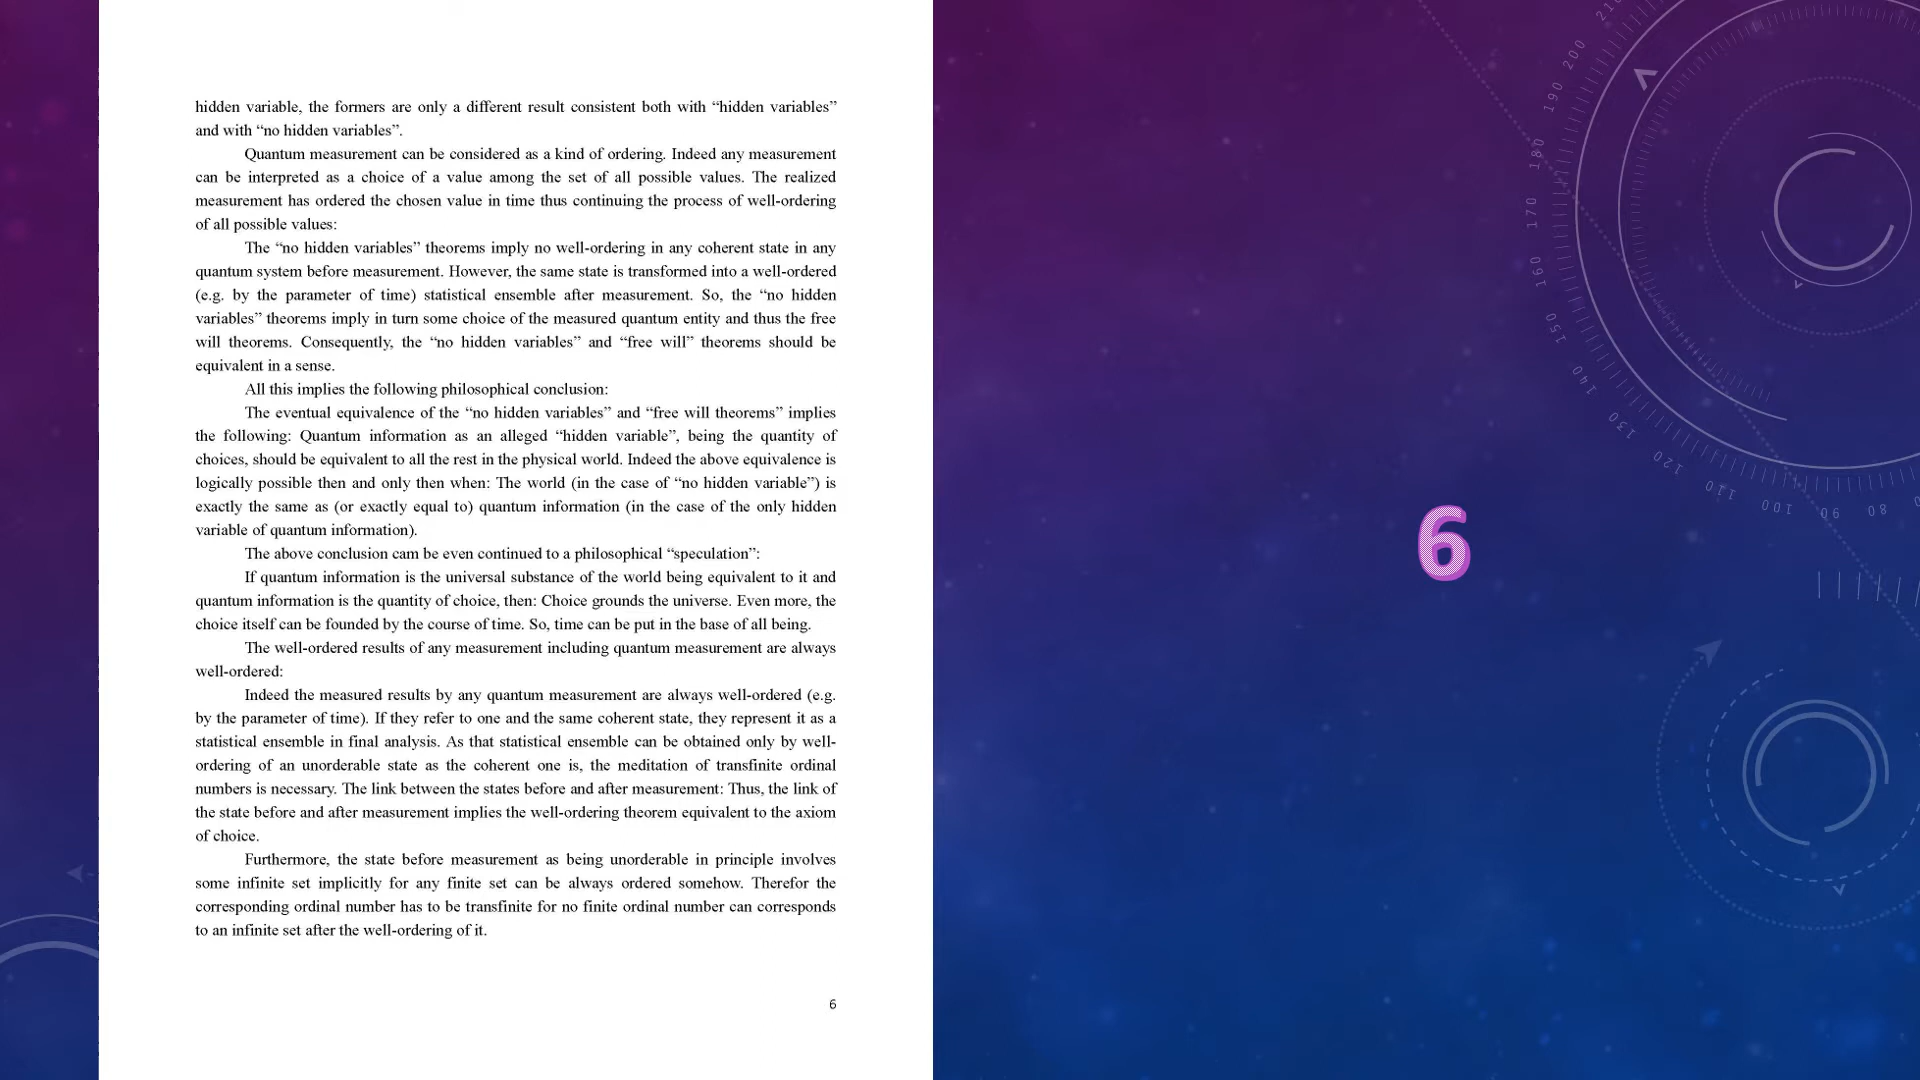 hidden variable, the formers are only a different result consistent both with “hidden variables”
and with “no hidden variables”.
Quantum measurement can be considered as a kind of ordering. Indeed any measurement
can be interpreted as a choice of a value among the set of all possible values. The realized
measurement has ordered the chosen value in time thus continuing the process of well-ordering
of all possible values:
The “no hidden variables” theorems imply no well-ordering in any coherent state in any
quantum system before measurement. However, the same state is transformed into a well-ordered
(e.g. by the parameter of time) statistical ensemble after measurement. So, the “no hidden
variables” theorems imply in turn some choice of the measured quantum entity and thus the free
will theorems. Consequently, the “no hidden variables” and “free will” theorems should be
equivalent in a sense.
All this implies the following philosophical conclusion:
The eventual equivalence of the “no hidden variables” and “free will theorems” implies
the following: Quantum information as an alleged “hidden variable”, being the quantity of
choices, should be equivalent to all the rest in the physical world. Indeed the above equivalence is
logically possible then and only then when: The world (in the case of “no hidden variable”) is
exactly the same as (or exactly equal to) quantum information (in the case of the only hidden
variable of quantum information).
The above conclusion cam be even continued to a philosophical “speculation”:
If quantum information is the universal substance of the world being equivalent to it and
quantum information is the quantity of choice, then: Choice grounds the universe. Even more, the
choice itself can be founded by the course of time. So, time can be put in the base of all being.
The well-ordered results of any measurement including quantum measurement are always
well-ordered:
Indeed the measured results by any quantum measurement are always well-ordered (e.g.
by the parameter of time). If they refer to one and the same coherent state, they represent it as a
statistical ensemble in final analysis. As that statistical ensemble can be obtained only by well-
ordering of an unorderable state as the coherent one is, the meditation of transfinite ordinal
numbers is necessary. The link between the states before and after measurement: Thus, the link of
the state before and after measurement implies the well-ordering theorem equivalent to the axiom
of choice.
Furthermore, the state before measurement as being unorderable in principle involves
some infinite set implicitly for any finite set can be always ordered somehow. Therefor the
corresponding ordinal number has to be transfinite for no finite ordinal number can corresponds
to an infinite set after the well-ordering of it.
6
6
200
190
180
170
160
150
140
130
120
110
100
90
80